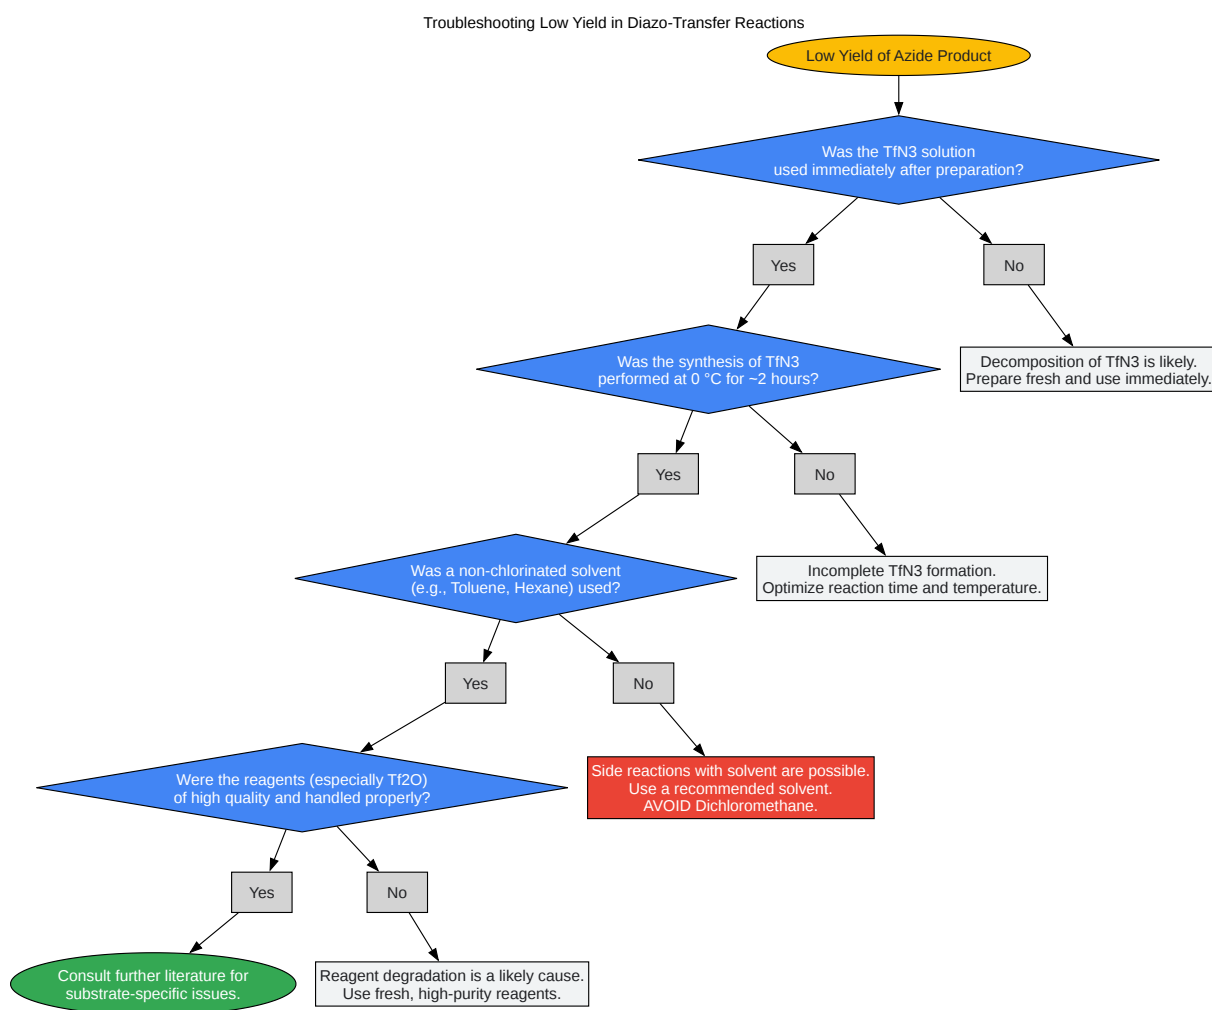 Troubleshooting Low Yield in Diazo-Transfer Reactions
Low Yield of Azide Product
Was the TfN3 solution
used immediately after preparation?
Yes
No
Was the synthesis of TfN3
performed at 0 °C for ~2 hours?
Decomposition of TfN3 is likely.
Prepare fresh and use immediately.
Yes
No
Was a non-chlorinated solvent
(e.g., Toluene, Hexane) used?
Incomplete TfN3 formation.
Optimize reaction time and temperature.
Yes
No
Were the reagents (especially Tf2O)
of high quality and handled properly?
Side reactions with solvent are possible.
Use a recommended solvent.
AVOID Dichloromethane.
Yes
No
Consult further literature for
substrate-specific issues.
Reagent degradation is a likely cause.
Use fresh, high-purity reagents.